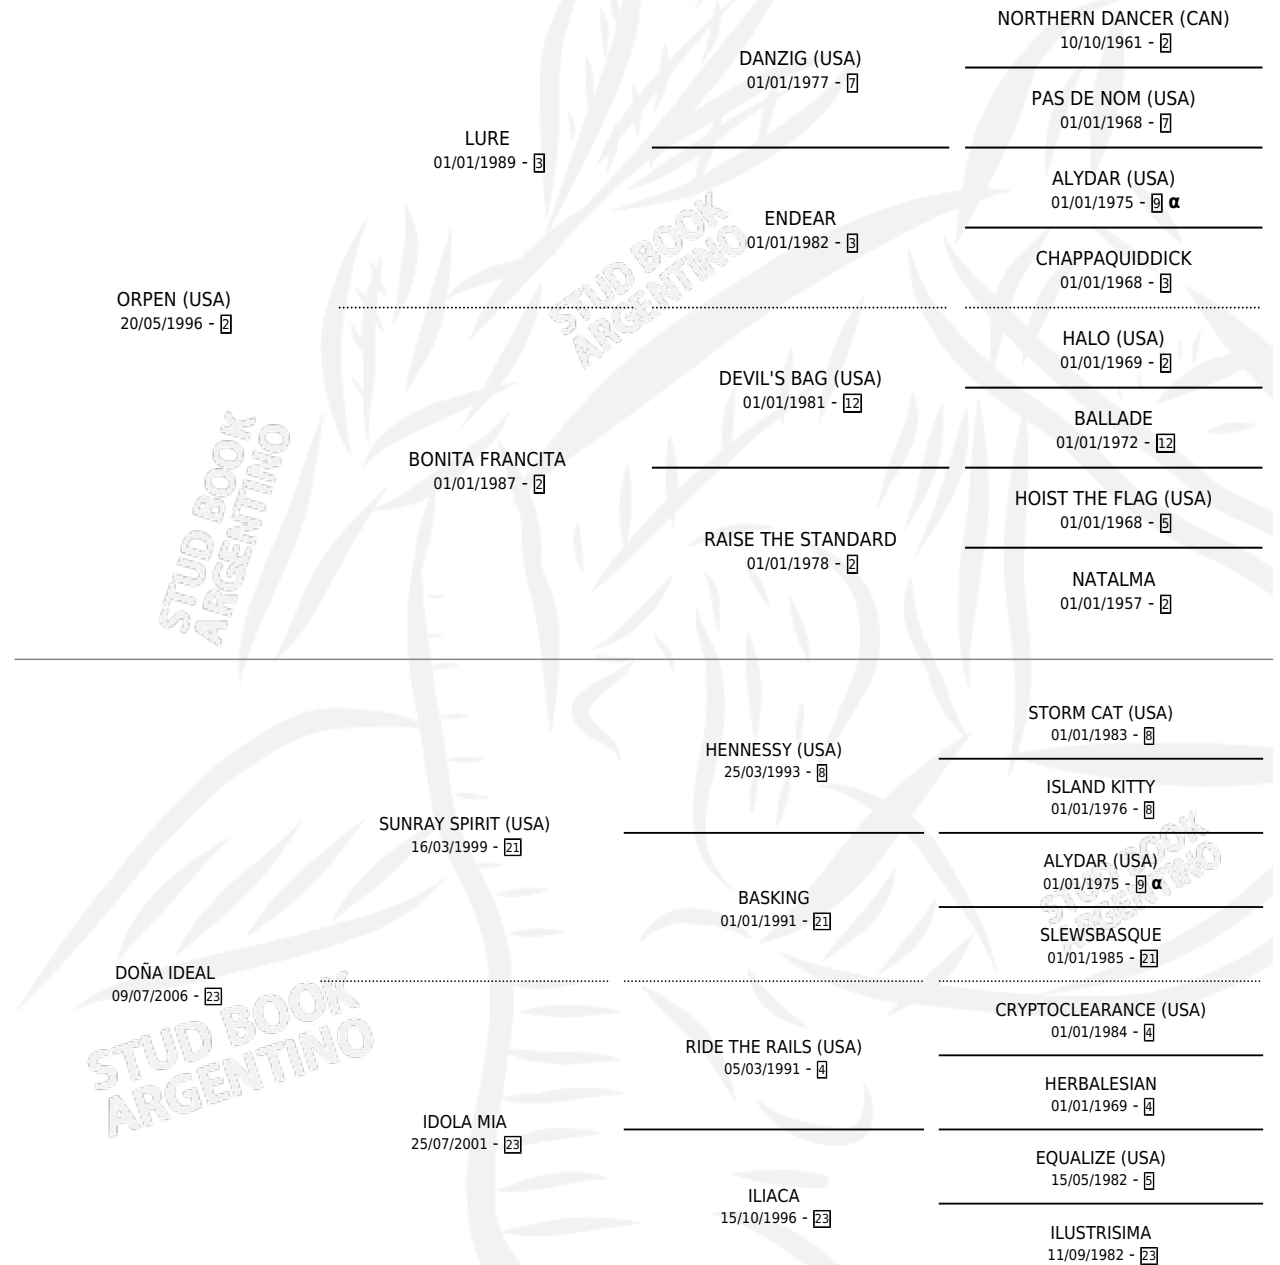 NORTHERN DANCER (CAN)
10/10/1961 - 2
DANZIG (USA)
01/01/1977 - 7
PAS DE NOM (USA)
01/01/1968 - 7
LURE
01/01/1989 - 3
ALYDAR (USA)
01/01/1975 - 9 α
ENDEAR
01/01/1982 - 3
CHAPPAQUIDDICK
01/01/1968 - 3
ORPEN (USA)
20/05/1996 - 2
HALO (USA)
01/01/1969 - 2
DEVIL'S BAG (USA)
01/01/1981 - 12
BALLADE
01/01/1972 - 12
BONITA FRANCITA
01/01/1987 - 2
HOIST THE FLAG (USA)
01/01/1968 - 5
RAISE THE STANDARD
01/01/1978 - 2
NATALMA
01/01/1957 - 2
STORM CAT (USA)
01/01/1983 - 8
HENNESSY (USA)
25/03/1993 - 8
ISLAND KITTY
01/01/1976 - 8
SUNRAY SPIRIT (USA)
16/03/1999 - 21
ALYDAR (USA)
01/01/1975 - 9 α
BASKING
01/01/1991 - 21
SLEWSBASQUE
01/01/1985 - 21
DOÑA IDEAL
09/07/2006 - 23
CRYPTOCLEARANCE (USA)
01/01/1984 - 4
RIDE THE RAILS (USA)
05/03/1991 - 4
HERBALESIAN
01/01/1969 - 4
IDOLA MIA
25/07/2001 - 23
EQUALIZE (USA)
15/05/1982 - 5
ILIACA
15/10/1996 - 23
ILUSTRISIMA
11/09/1982 - 23
STUD BOOK
ARGENTINO
STUD BOOK
ARGENTINO
STUD BOOK
ARGENTINO
STUD BOOK
ARGENTINO